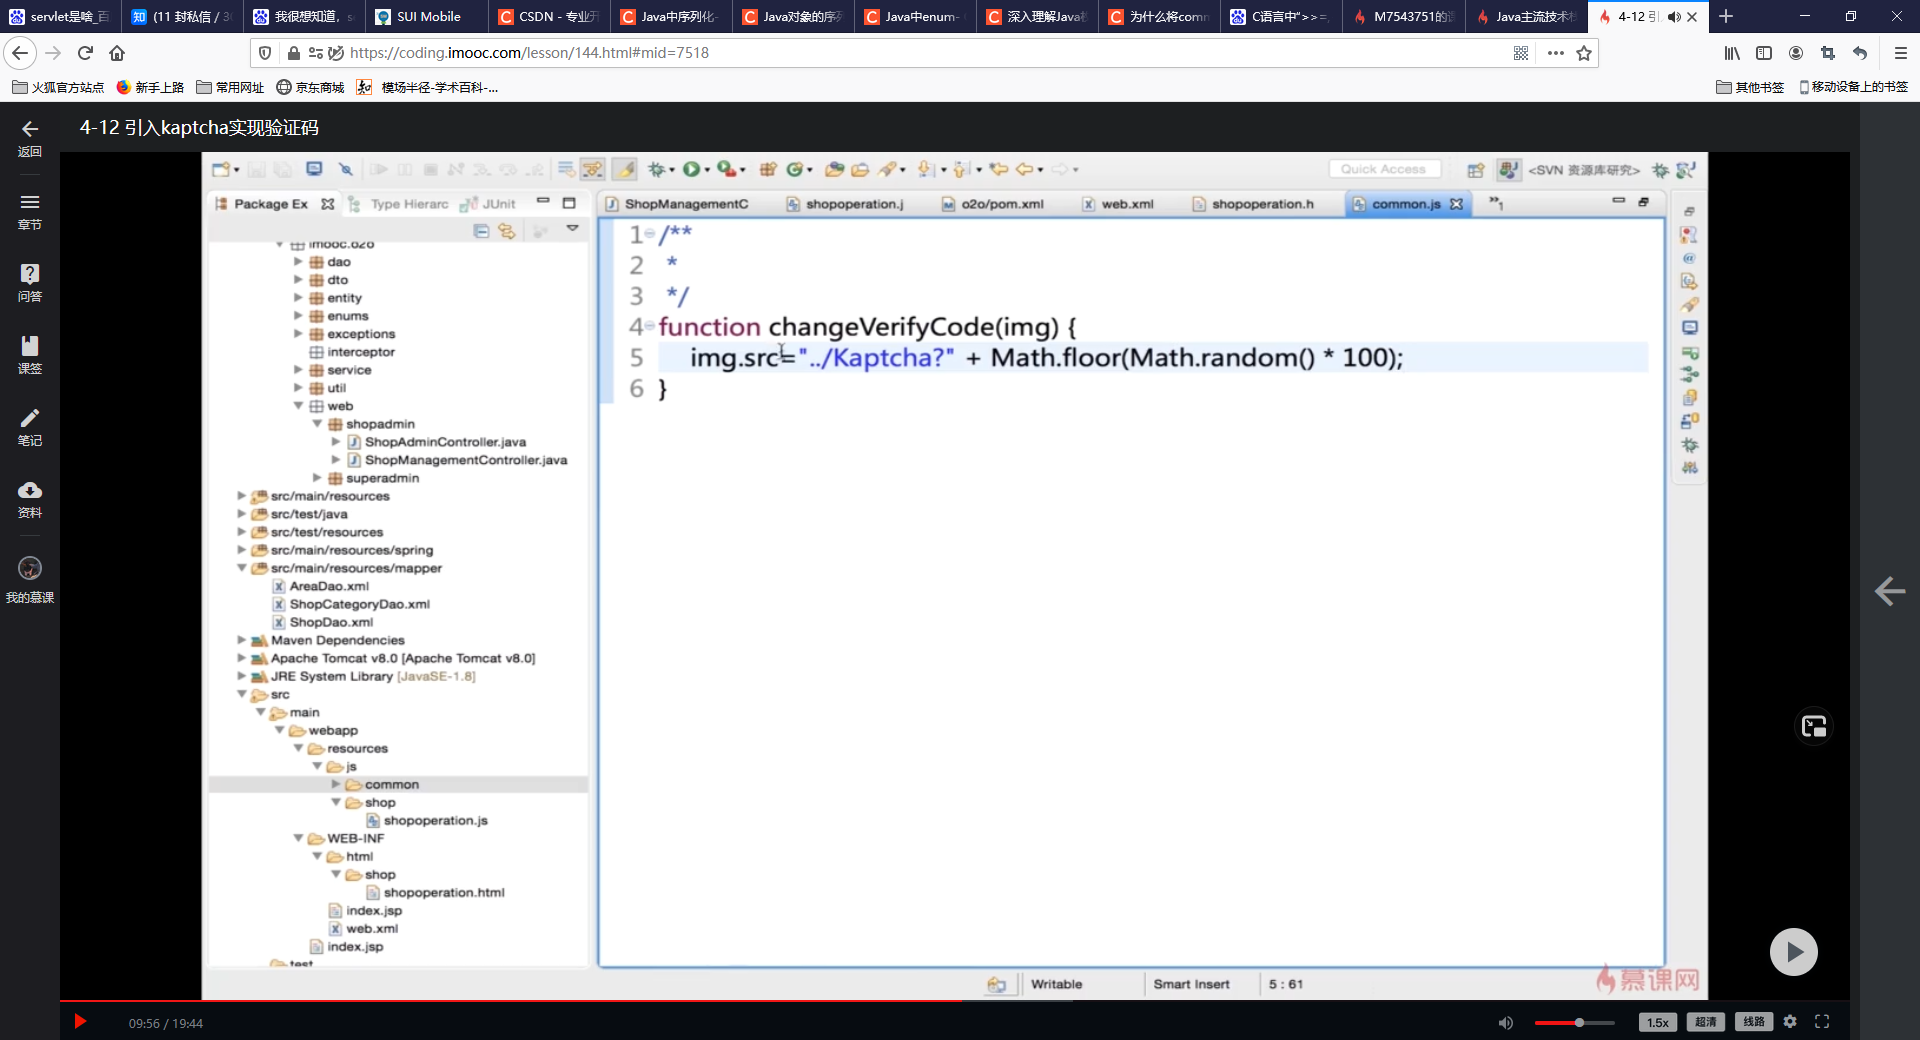 servlet是啥_百
(11 封私信 / 30
我很想知道，s
SUI Mobile
CSDN - 专业
Java中序列化-
Java对象的序列
Java中enum-
深入理解Java
为什么将comm
C语言中“>>=,
M7543751的
Java主流技术栈
4-12 引
https://coding.imooc.com/lesson/144.html#mid=7518
火狐官方站点
新手上路
常用网址
京东商城
模场半径-学术百科-...
其他书签
移动设备上的书签
返回
4-12 引入kaptcha实现验证码
章节
问答
课签
笔记
资料
我的慕课
Quick Access
<SVN 资源库研究>
Package Ex
Type Hierarc
JUnit
ShopManagementC
shopoperation.j
o2o/pom.xml
web.xml
shopoperation.h
common.js
»1
imooc.o2o
dao
dto
entity
enums
exceptions
interceptor
service
util
web
shopadmin
ShopAdminController.java
ShopManagementController.java
superadmin
src/main/resources
src/test/java
src/test/resources
src/main/resources/spring
src/main/resources/mapper
AreaDao.xml
ShopCategoryDao.xml
ShopDao.xml
Maven Dependencies
Apache Tomcat v8.0 [Apache Tomcat v8.0]
JRE System Library [JavaSE-1.8]
src
main
webapp
resources
js
common
shop
shopoperation.js
WEB-INF
html
shop
shopoperation.html
index.jsp
web.xml
index.jsp
test
1 /**
2 *
3 */
4 function changeVerifyCode(img) {
5 img.src="../Kaptcha?" + Math.floor(Math.random() * 100);
6 }
Writable
Smart Insert
5 : 61
慕课网
09:56 / 19:44
1.5x
超清
线路